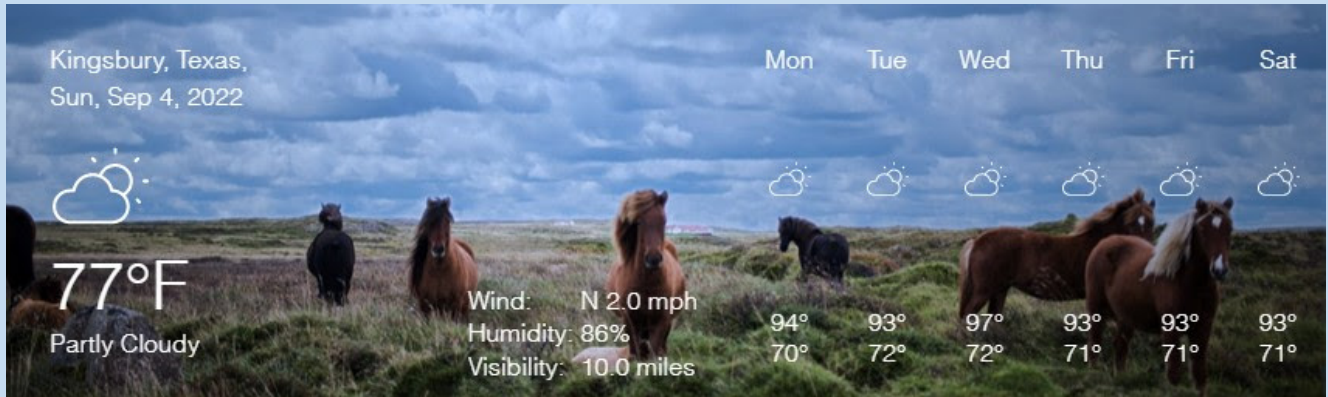 Kingsbury, Texas,
Sun, Sep 4, 2022
77°F
Partly Cloudy
Wind: N 2.0 mph
Humidity: 86%
Visibility: 10.0 miles
Mon Tue Wed Thu Fri Sat
94° 93° 97° 93° 93° 93°
70° 72° 72° 71° 71° 71°